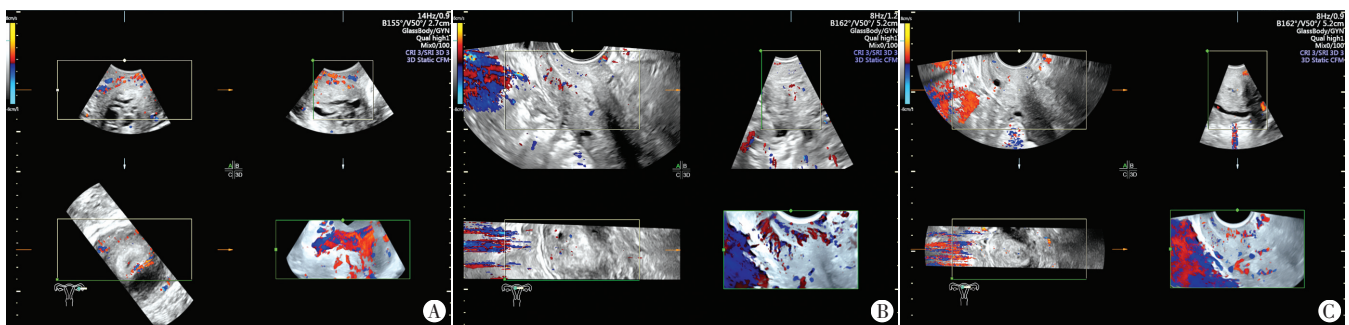 14Hz/0.9
B155°/V50°/ 2.7cm
GlassBody/GYN
Qual high1
Mix0/100
CRI 3/SRI 3D 3
3D Static CFM
A B
C 3D
A
8Hz/1.2
B162°/V50°/ 5.2cm
GlassBody/GYN
Qual high1
Mix0/100
CRI 3/SRI 3D 3
3D Static CFM
A B
C 3D
B
8Hz/0.9
B162°/V50°/ 5.2cm
GlassBody/GYN
Qual high1
Mix0/100
CRI 3/SRI 3D 3
3D Static CFM
A B
C 3D
C